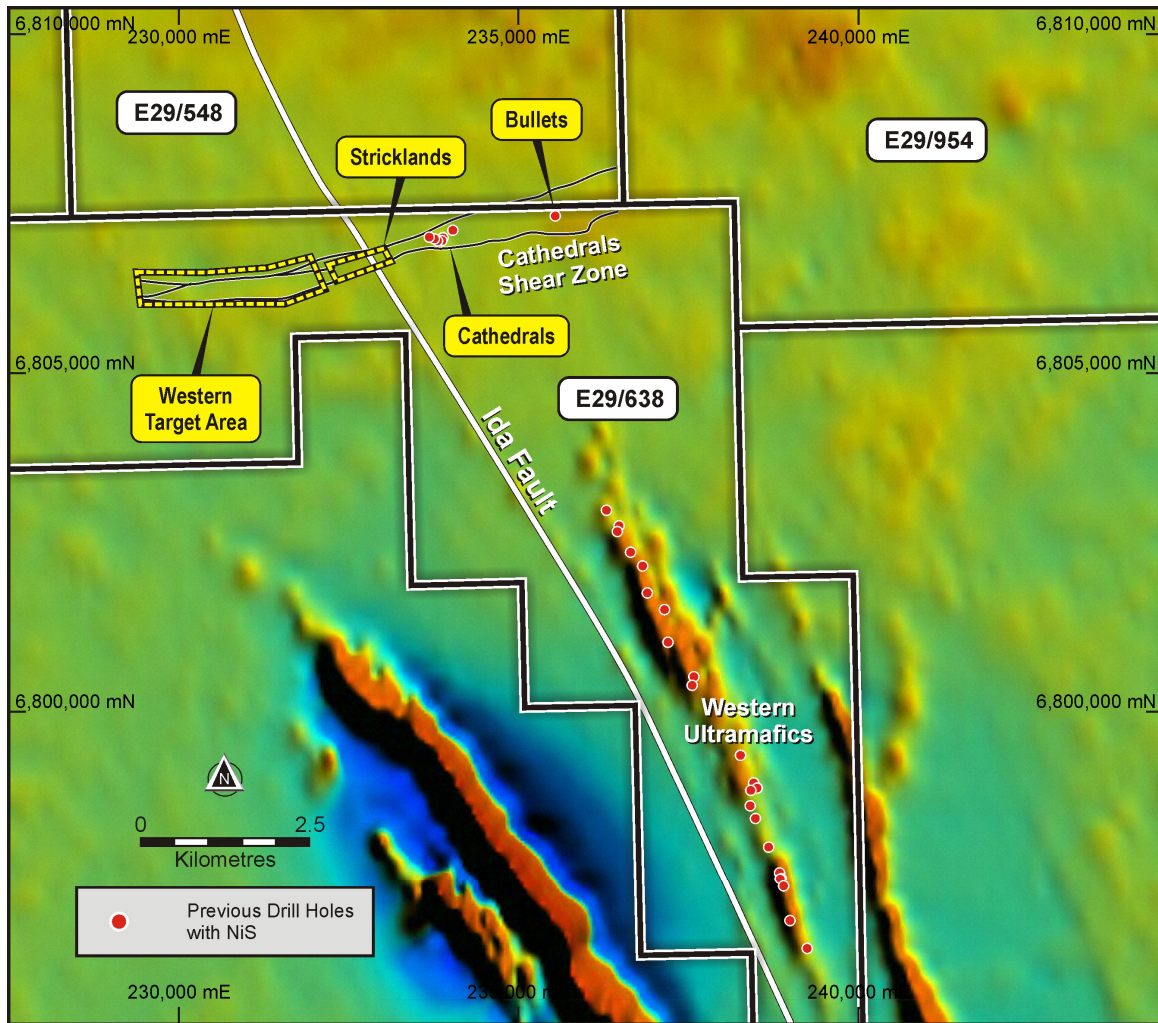 6,810,000 mN
230,000 mE
235,000 mE
240,000 mE
6,810,000 mN
E29/548
Bullets
E29/954
Stricklands
Cathedrals
Shear Zone
Cathedrals
6,805,000 mN
6,805,000 mN
Western
Target Area
E29/638
Ida Fault
6,800,000 mN
6,800,000 mN
Western
Ultramafics
N
0
2.5
Kilometres
Previous Drill Holes
with NiS
230,000 mE
235,000 mE
240,000 mE